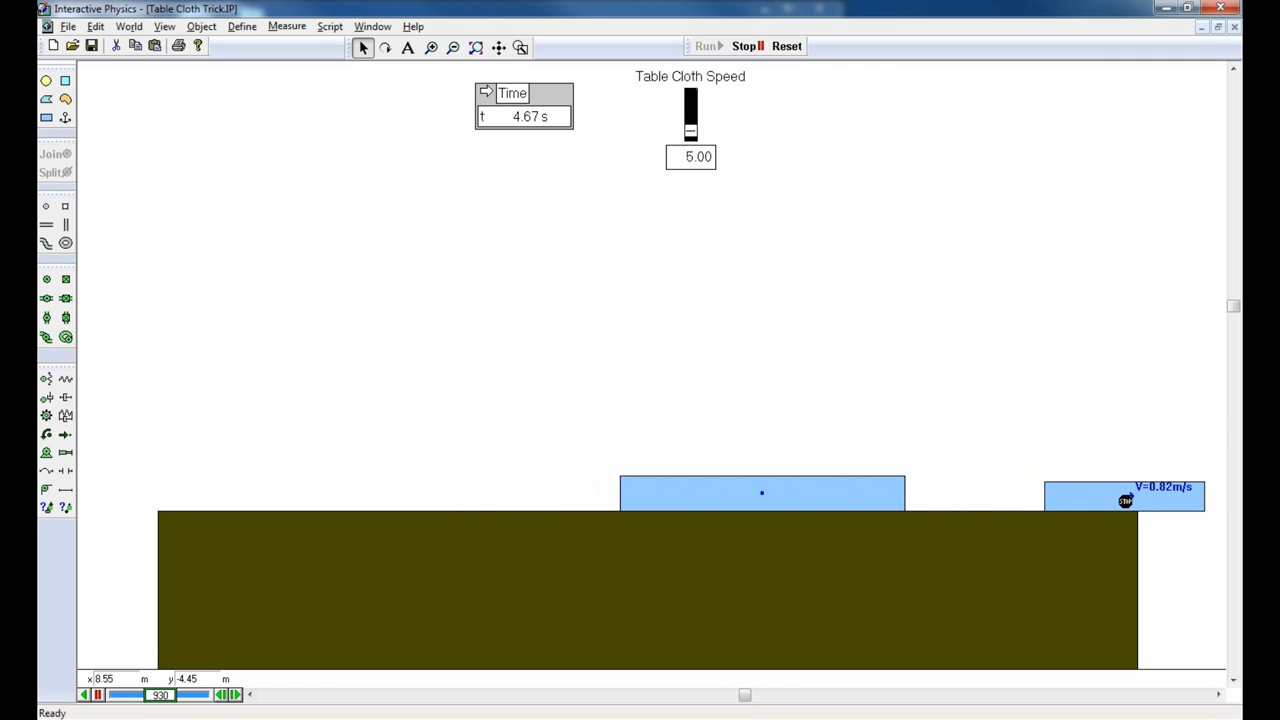 Interactive Physics - [Table Cloth Trick.IP]
File Edit World View Object Define Measure Script Window Help
Run Stop Reset
Table Cloth Speed
Time
t 4.67 s
5.00
Join
Split
V=0.82m/s
STOP
x 8.55 m y -4.45 m
930
Ready